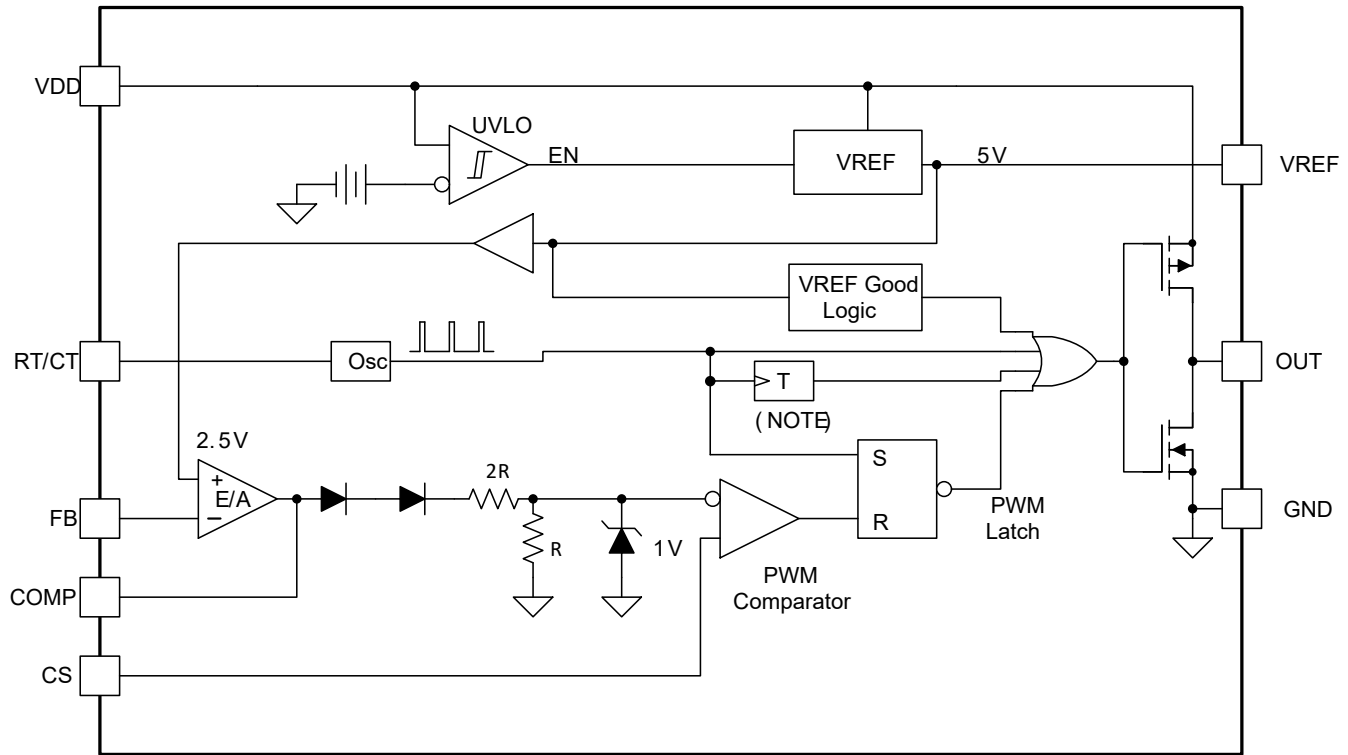 VDD
UVLO
EN
VREF
5V
VREF
VREF Good
Logic
RT/CT
Osc
T
(NOTE)
OUT
2.5V
+
E/A
−
FB
2R
R
1V
S
R
PWM
Latch
GND
COMP
PWM
Comparator
CS